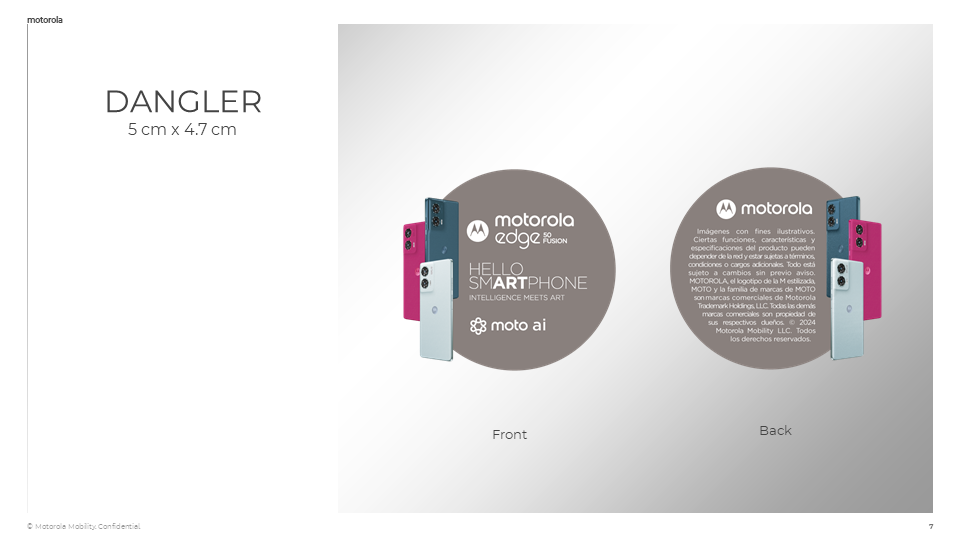 motorola
DANGLER
5 cm x 4.7 cm
motorola
edge 50 FUSION
HELLO
SMARTPHONE
INTELLIGENCE MEETS ART
moto ai
Front
motorola
Imágenes con fines ilustrativos.
Ciertas funciones, características y
especificaciones del producto pueden
depender de la red y estar sujetas a términos,
condiciones o cargos adicionales. Todo está
sujeto a cambios sin previo aviso.
MOTOROLA, el logotipo de la M estilizada,
MOTO y la familia de marcas de MOTO
son marcas comerciales de Motorola
Trademark Holdings, LLC. Todas las demás
marcas comerciales son propiedad de
sus respectivos dueños. © 2024
Motorola Mobility LLC. Todos
los derechos reservados.
Back
© Motorola Mobility. Confidential.
7